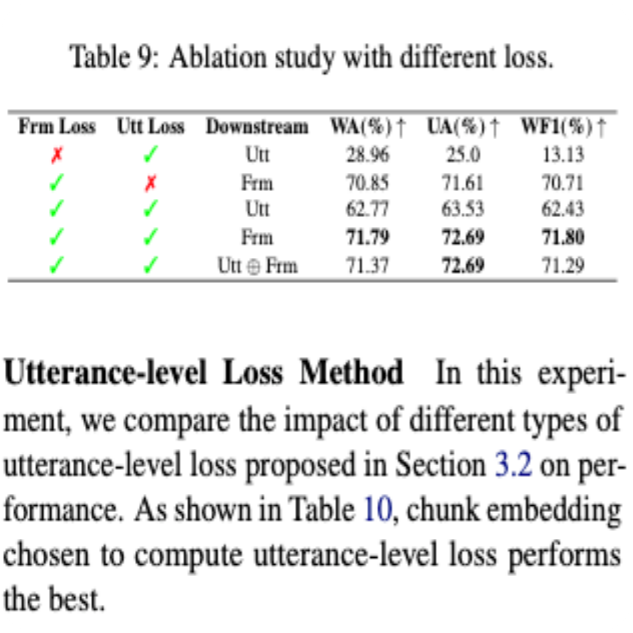 Table 9: Ablation study with different loss.
Frm Loss Utt Loss Downstream WA(%)↑ UA(%)↑ WF1(%)↑
✗ ✓ Utt 28.96 25.0 13.13
✓ ✗ Frm 70.85 71.61 70.71
✓ ✓ Utt 62.77 63.53 62.43
✓ ✓ Frm 71.79 72.69 71.80
✓ ✓ Utt ⊕ Frm 71.37 72.69 71.29
Utterance-level Loss Method In this experi-
ment, we compare the impact of different types of
utterance-level loss proposed in Section 3.2 on per-
formance. As shown in Table 10, chunk embedding
chosen to compute utterance-level loss performs
the best.